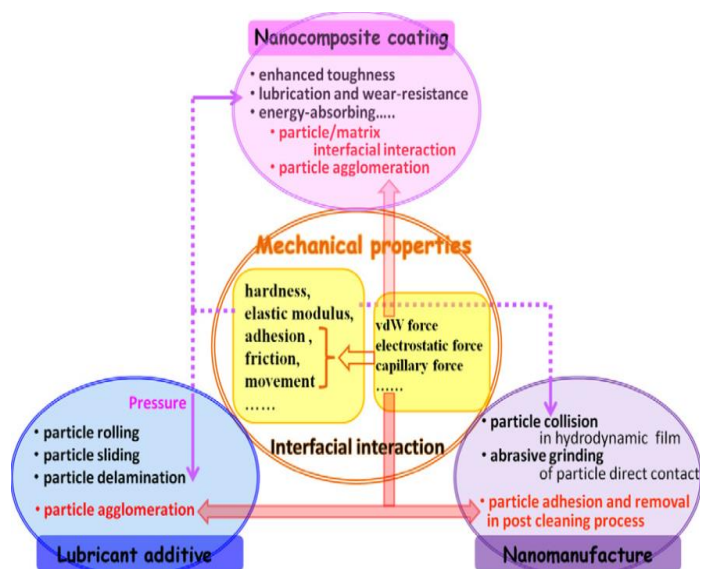 Nanocomposite coating
• enhanced toughness
• lubrication and wear-resistance
• energy-absorbing.....
• particle/matrix
interfacial interaction
• particle agglomeration
Mechanical properties
hardness,
elastic modulus,
adhesion ,
friction,
movement
......
vdW force
electrostatic force
capillary force
......
Interfacial interaction
Pressure
• particle rolling
• particle sliding
• particle delamination
• particle agglomeration
Lubricant additive
• particle collision
in hydrodynamic film
• abrasive grinding
of particle direct contact
• particle adhesion and removal
in post cleaning process
Nanomanufacture